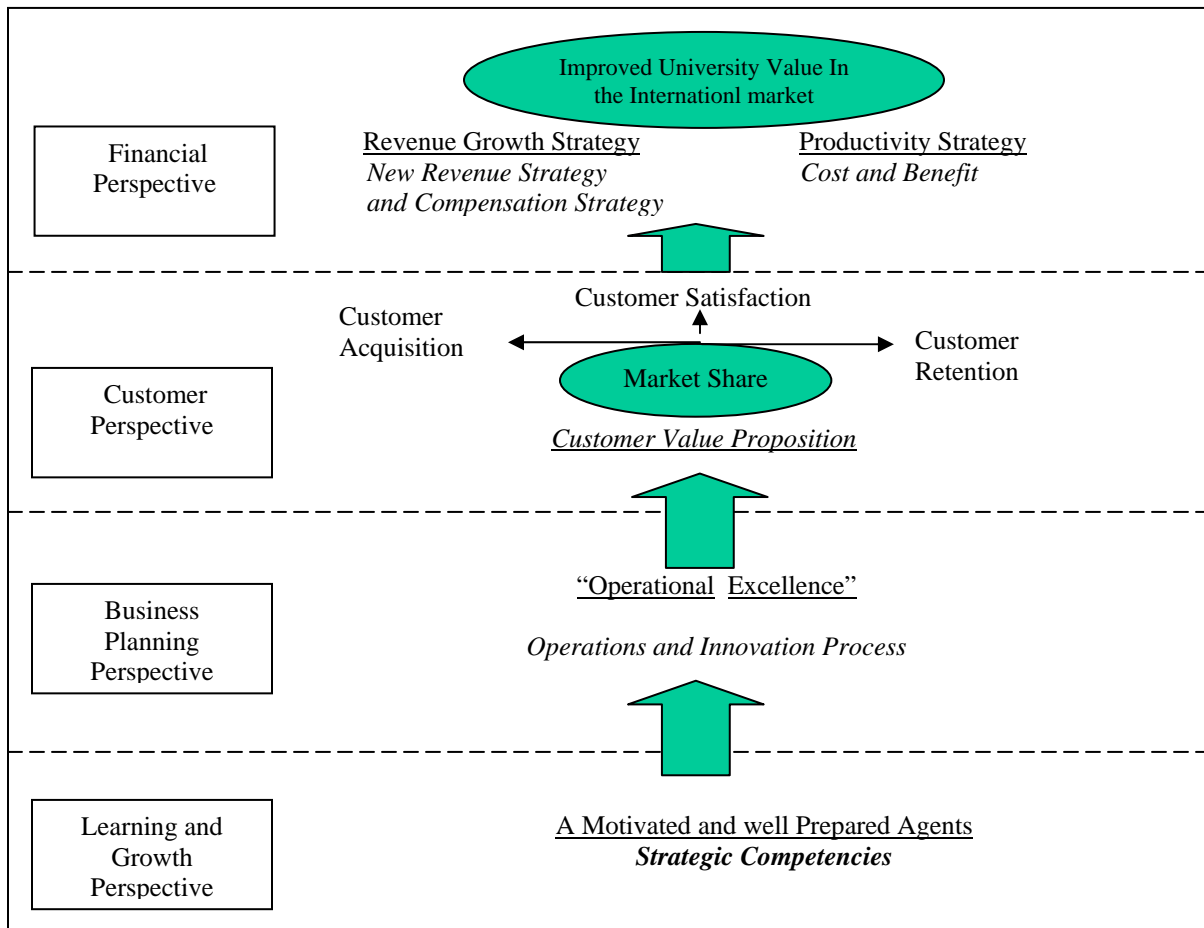 Improved University Value In
the Internationl market
Financial
Perspective
Revenue Growth Strategy
New Revenue Strategy
and Compensation Strategy
Productivity Strategy
Cost and Benefit
Customer Satisfaction
Customer
Acquisition
Customer
Retention
Market Share
Customer
Perspective
Customer Value Proposition
“Operational Excellence”
Business
Planning
Perspective
Operations and Innovation Process
Learning and
Growth
Perspective
A Motivated and well Prepared Agents
Strategic Competencies